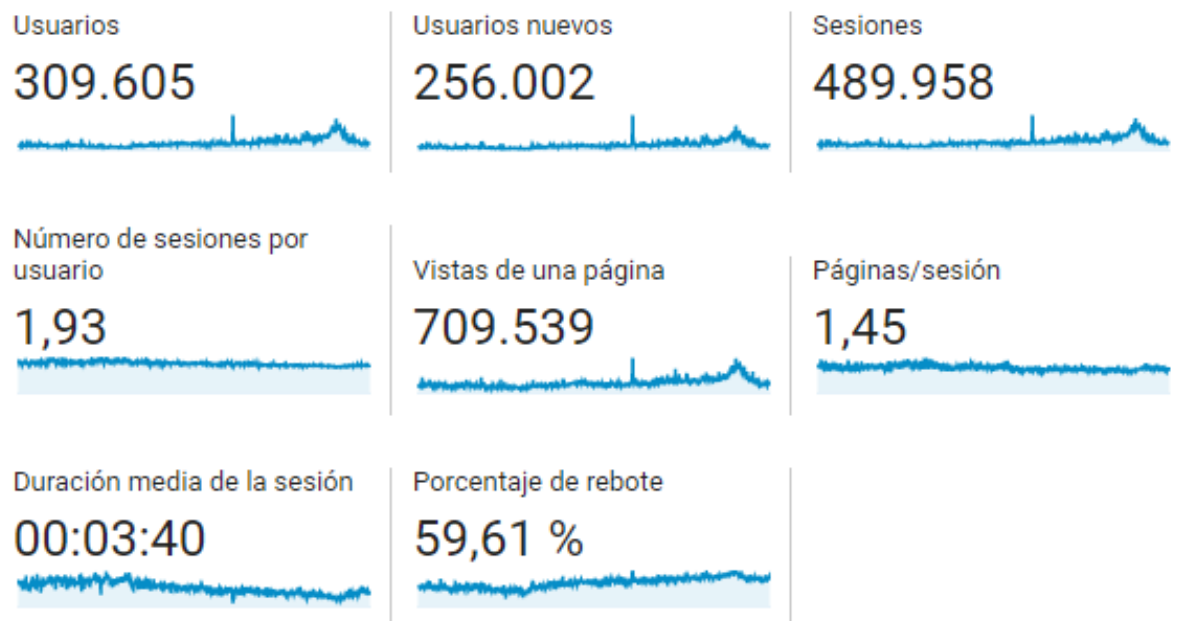 Usuarios
309.605
Usuarios nuevos
256.002
Sesiones
489.958
Número de sesiones por
usuario
1,93
Vistas de una página
709.539
Páginas/sesión
1,45
Duración media de la sesión
00:03:40
Porcentaje de rebote
59,61 %